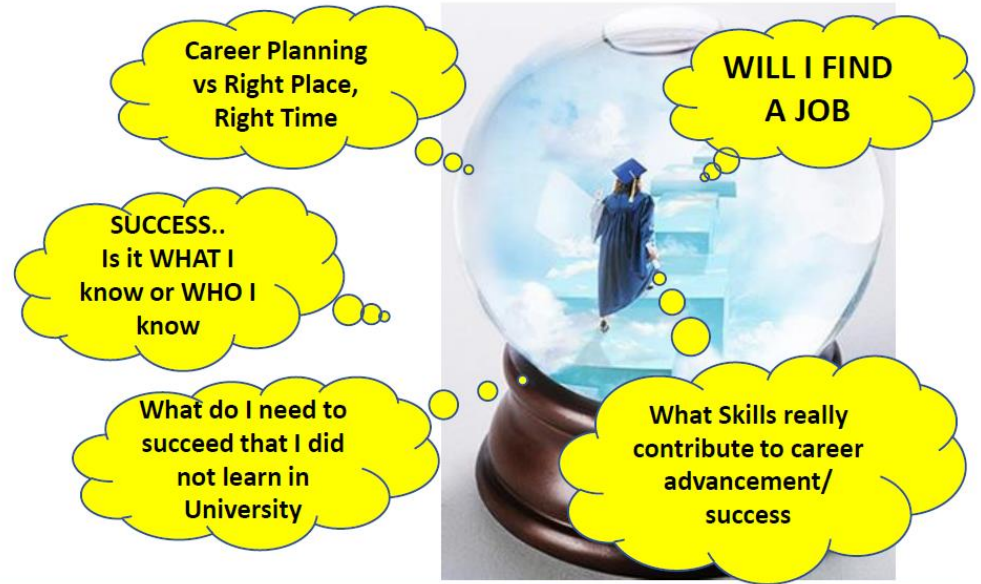 Career Planning
vs Right Place,
Right Time
WILL I FIND
A JOB
SUCCESS..
Is it WHAT I
know or WHO I
know
What do I need to
succeed that I did
not learn in
University
What Skills really
contribute to career
advancement/
success